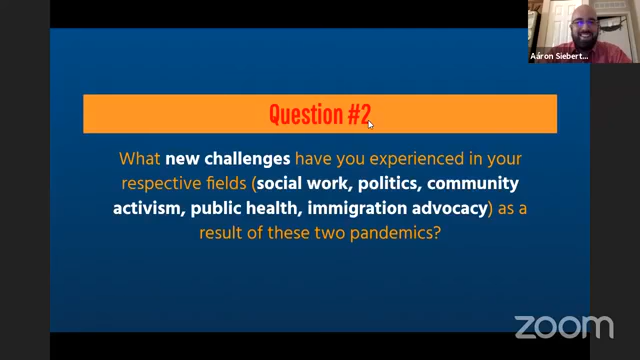 Aáron Siebert...
Question #2
What new challenges have you experienced in your
respective fields (social work, politics, community
activism, public health, immigration advocacy) as a
result of these two pandemics?
zoom